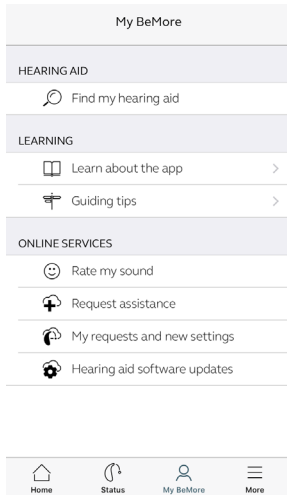 My BeMore
HEARING AID
Find my hearing aid
LEARNING
Learn about the app
Guiding tips
ONLINE SERVICES
Rate my sound
Request assistance
My requests and new settings
Hearing aid software updates
Home Status My BeMore More